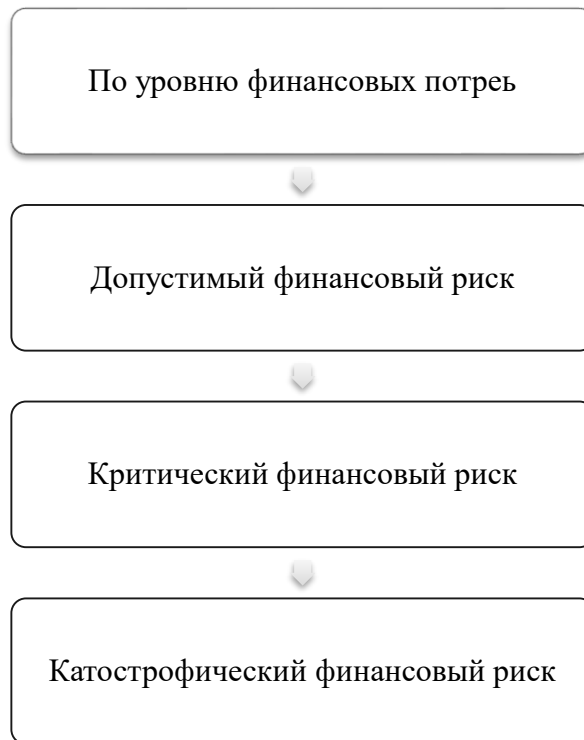 По уровню финансовых потреь
Допустимый финансовый риск
Критический финансовый риск
Катострофический финансовый риск